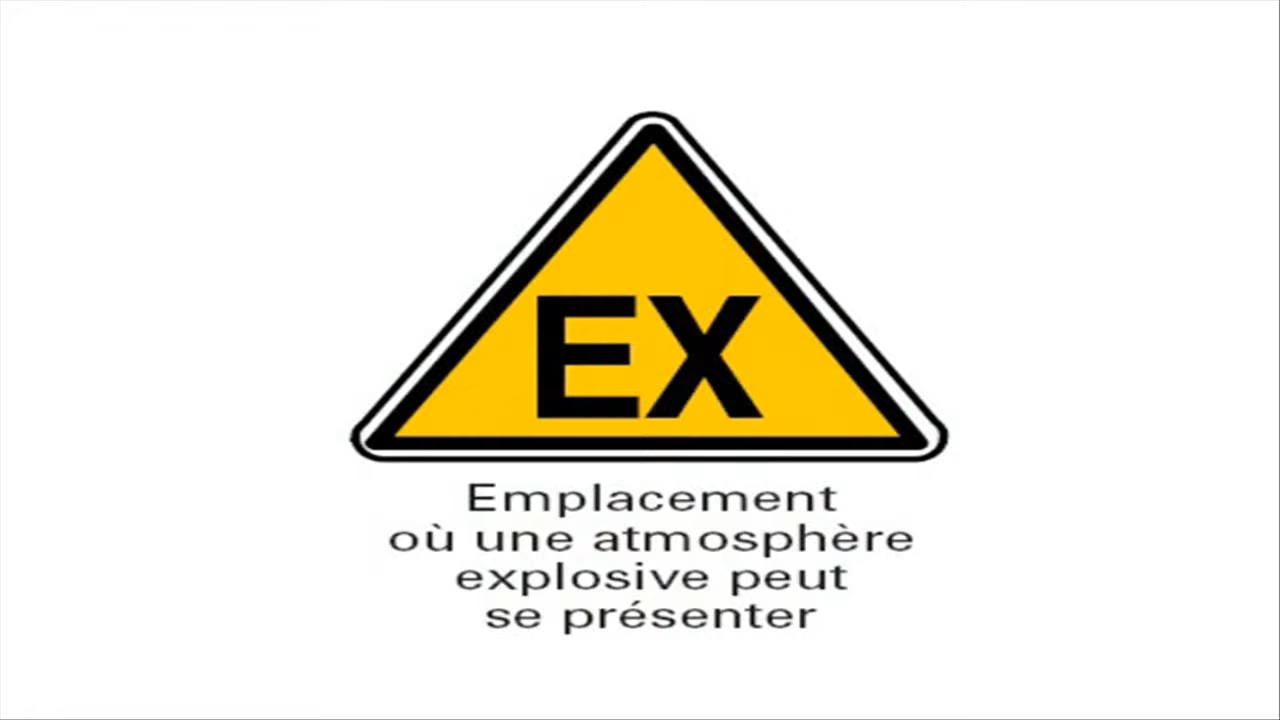 EX
Emplacement
où une atmosphère
explosive peut
se présenter